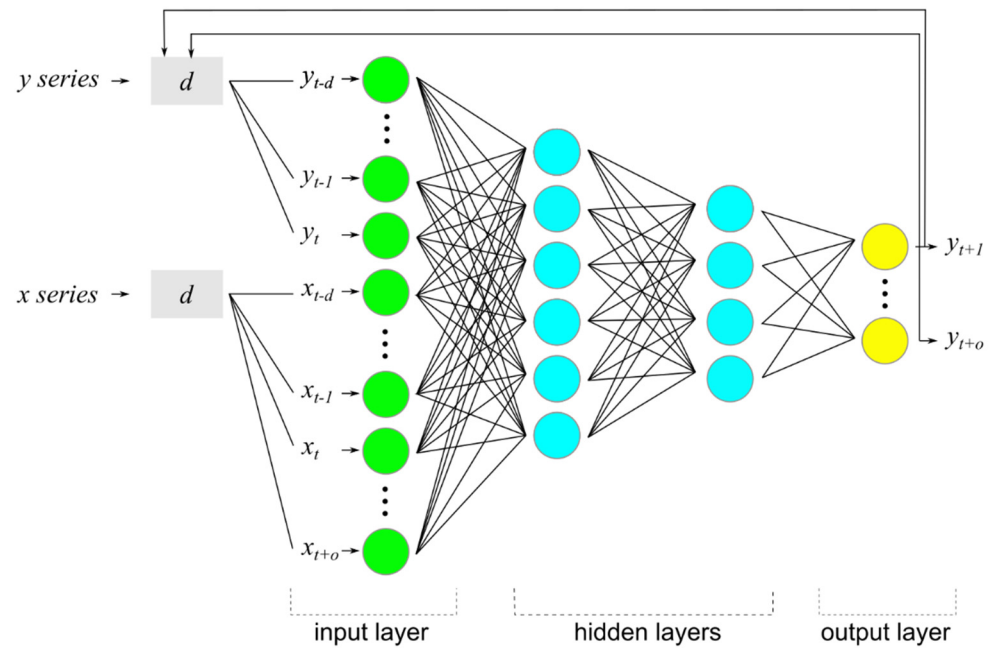 y series
d
y_{t-d}
y_{t-1}
y_t
x series
d
x_{t-d}
x_{t-1}
x_t
x_{t+o}
y_{t+1}
y_{t+o}
input layer
hidden layers
output layer